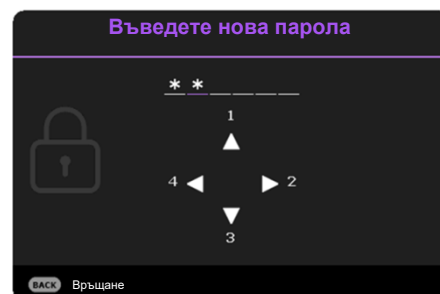 Въведете нова парола
* * _ _ _ _
1
4 2
3
BACK Връщане